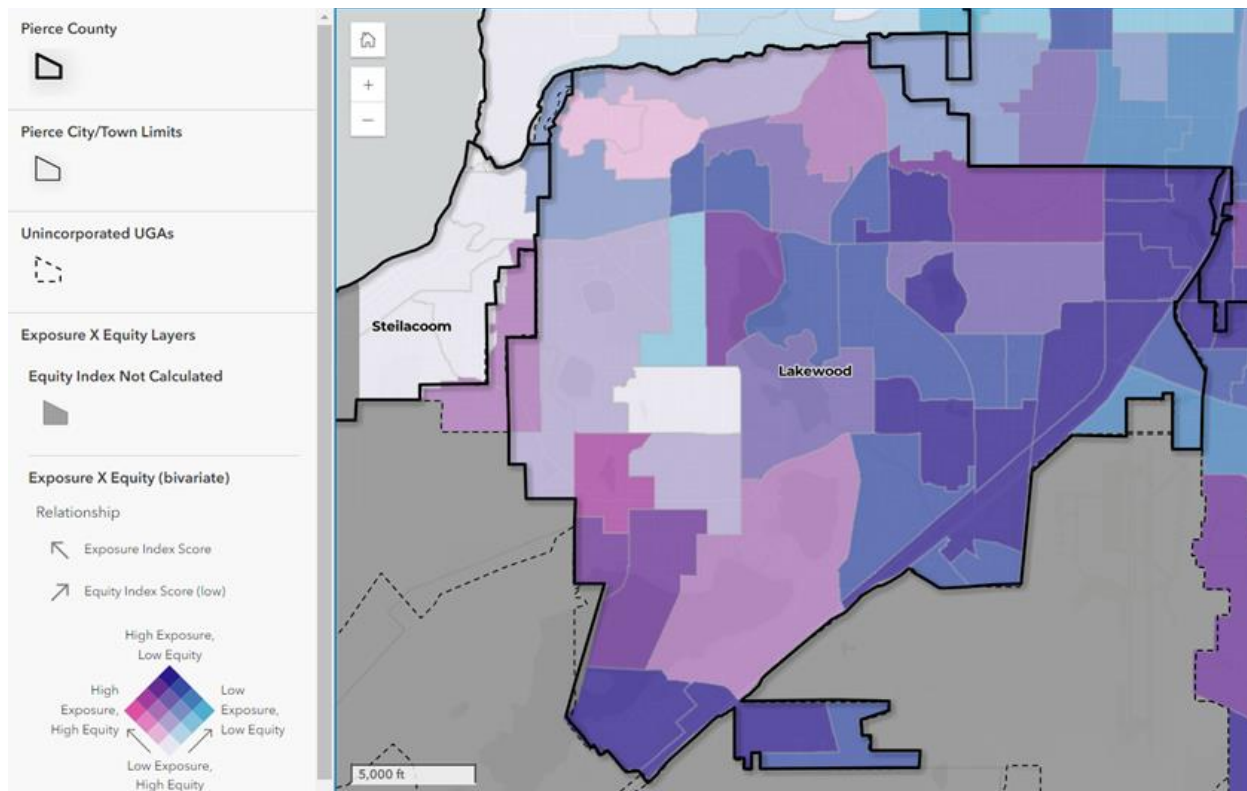 Pierce County
Pierce City/Town Limits
Unincorporated UGAs
Exposure X Equity Layers
Equity Index Not Calculated
Exposure X Equity (bivariate)
Relationship
Exposure Index Score
Equity Index Score (low)
High Exposure,
Low Equity
High
Exposure,
High Equity
Low
Exposure,
Low Equity
Low Exposure,
High Equity
+
−
Steilacoom
Lakewood
5,000 ft